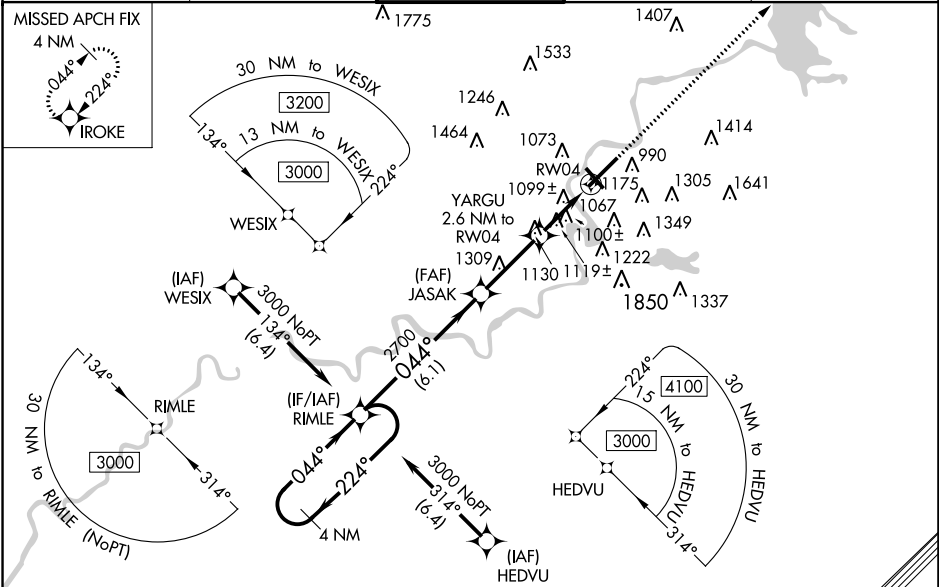 MISSED APCH FIX
4 NM
044°
224°
IROKE
1775
1407
1533
1246
1464
1073
1414
30 NM to WESIX
3200
13 NM to WESIX
3000
134°
224°
WESIX
RW04
990
1099±
1175
1305
1641
YARGU
2.6 NM to
RW04
1067
1349
1100±
1222
1309
1130
1119±
1850
1337
(FAF)
JASAK
(IAF)
WESIX
3000 NoPT
134°
(6.4)
2700
044°
(6.1)
(IF/IAF)
RIMLE
044°
224°
4 NM
3000 NoPT
314°
(6.4)
(IAF)
HEDVU
134°
RIMLE
3000
314°
30 NM to RIMLE (NoPT)
224°
4100
15 NM to HEDVU
3000
30 NM to HEDVU
HEDVU
314°